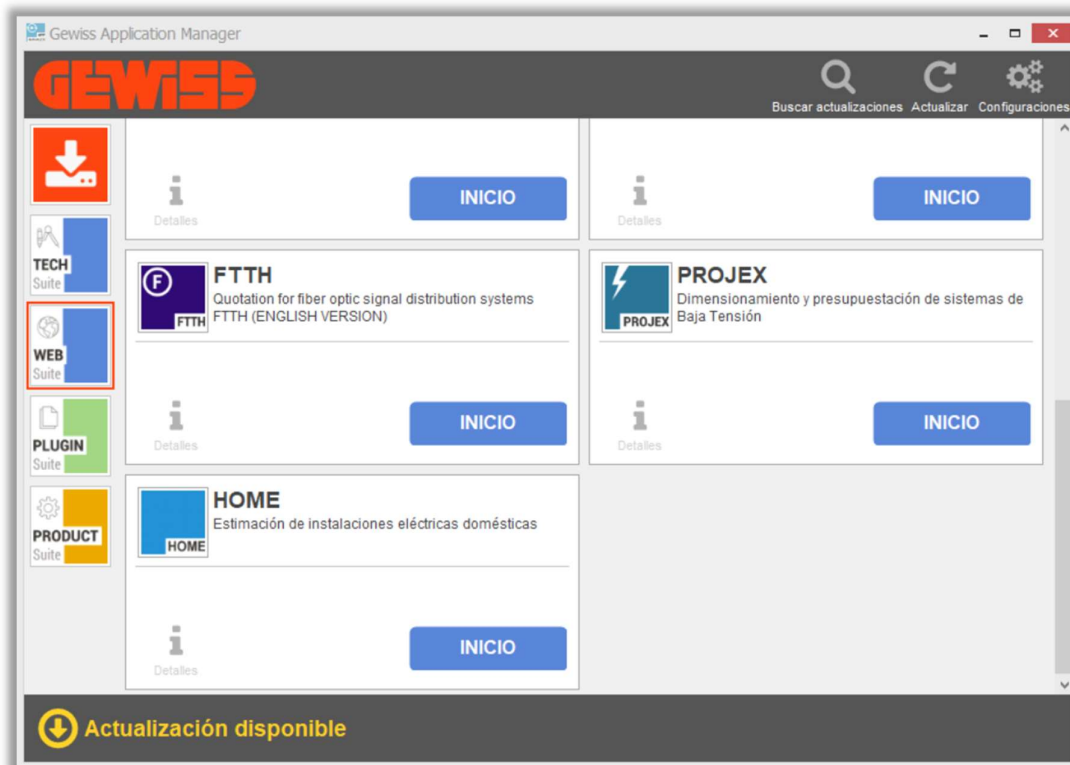 Gewiss Application Manager
GEWISS
Buscar actualizaciones Actualizar Configuraciones
Detalles
INICIO
Detalles
INICIO
TECH
Suite
WEB
Suite
PLUGIN
Suite
PRODUCT
Suite
F
FTTH
FTTH
Quotation for fiber optic signal distribution systems
FTTH (ENGLISH VERSION)
Detalles
INICIO
PROJEX
PROJEX
Dimensionamiento y presupuestación de sistemas de
Baja Tensión
Detalles
INICIO
HOME
HOME
Estimación de instalaciones eléctricas domésticas
Detalles
INICIO
Actualización disponible